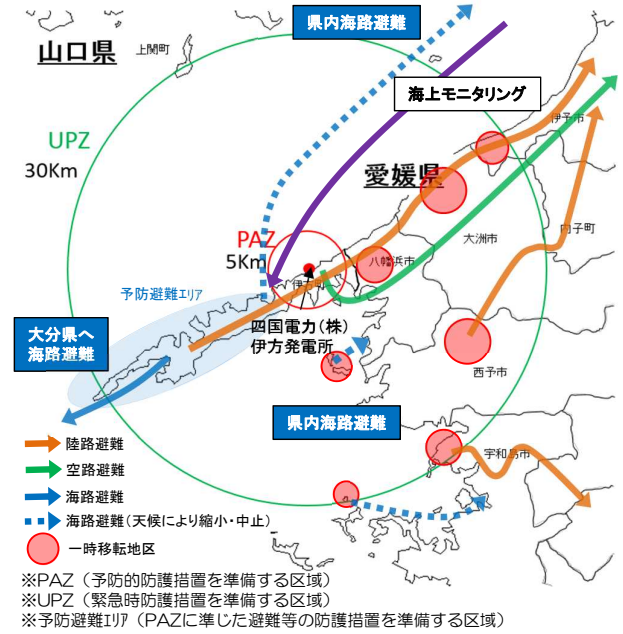 県内海路避難
山口県
上関町
海上モニタリング
伊予市
UPZ
30Km
愛媛県
内子町
大洲市
PAZ
5Km
八幡浜市
伊方町
予防避難ｴﾘｱ
四国電力（株）
伊方発電所
大分県へ
海路避難
西予市
県内海路避難
宇和島市
陸路避難
空路避難
海路避難
海路避難（天候により縮小・中止）
一時移転地区
※PAZ（予防的防護措置を準備する区域）
※UPZ（緊急時防護措置を準備する区域）
※予防避難ｴﾘｱ（PAZに準じた避難等の防護措置を準備する区域）